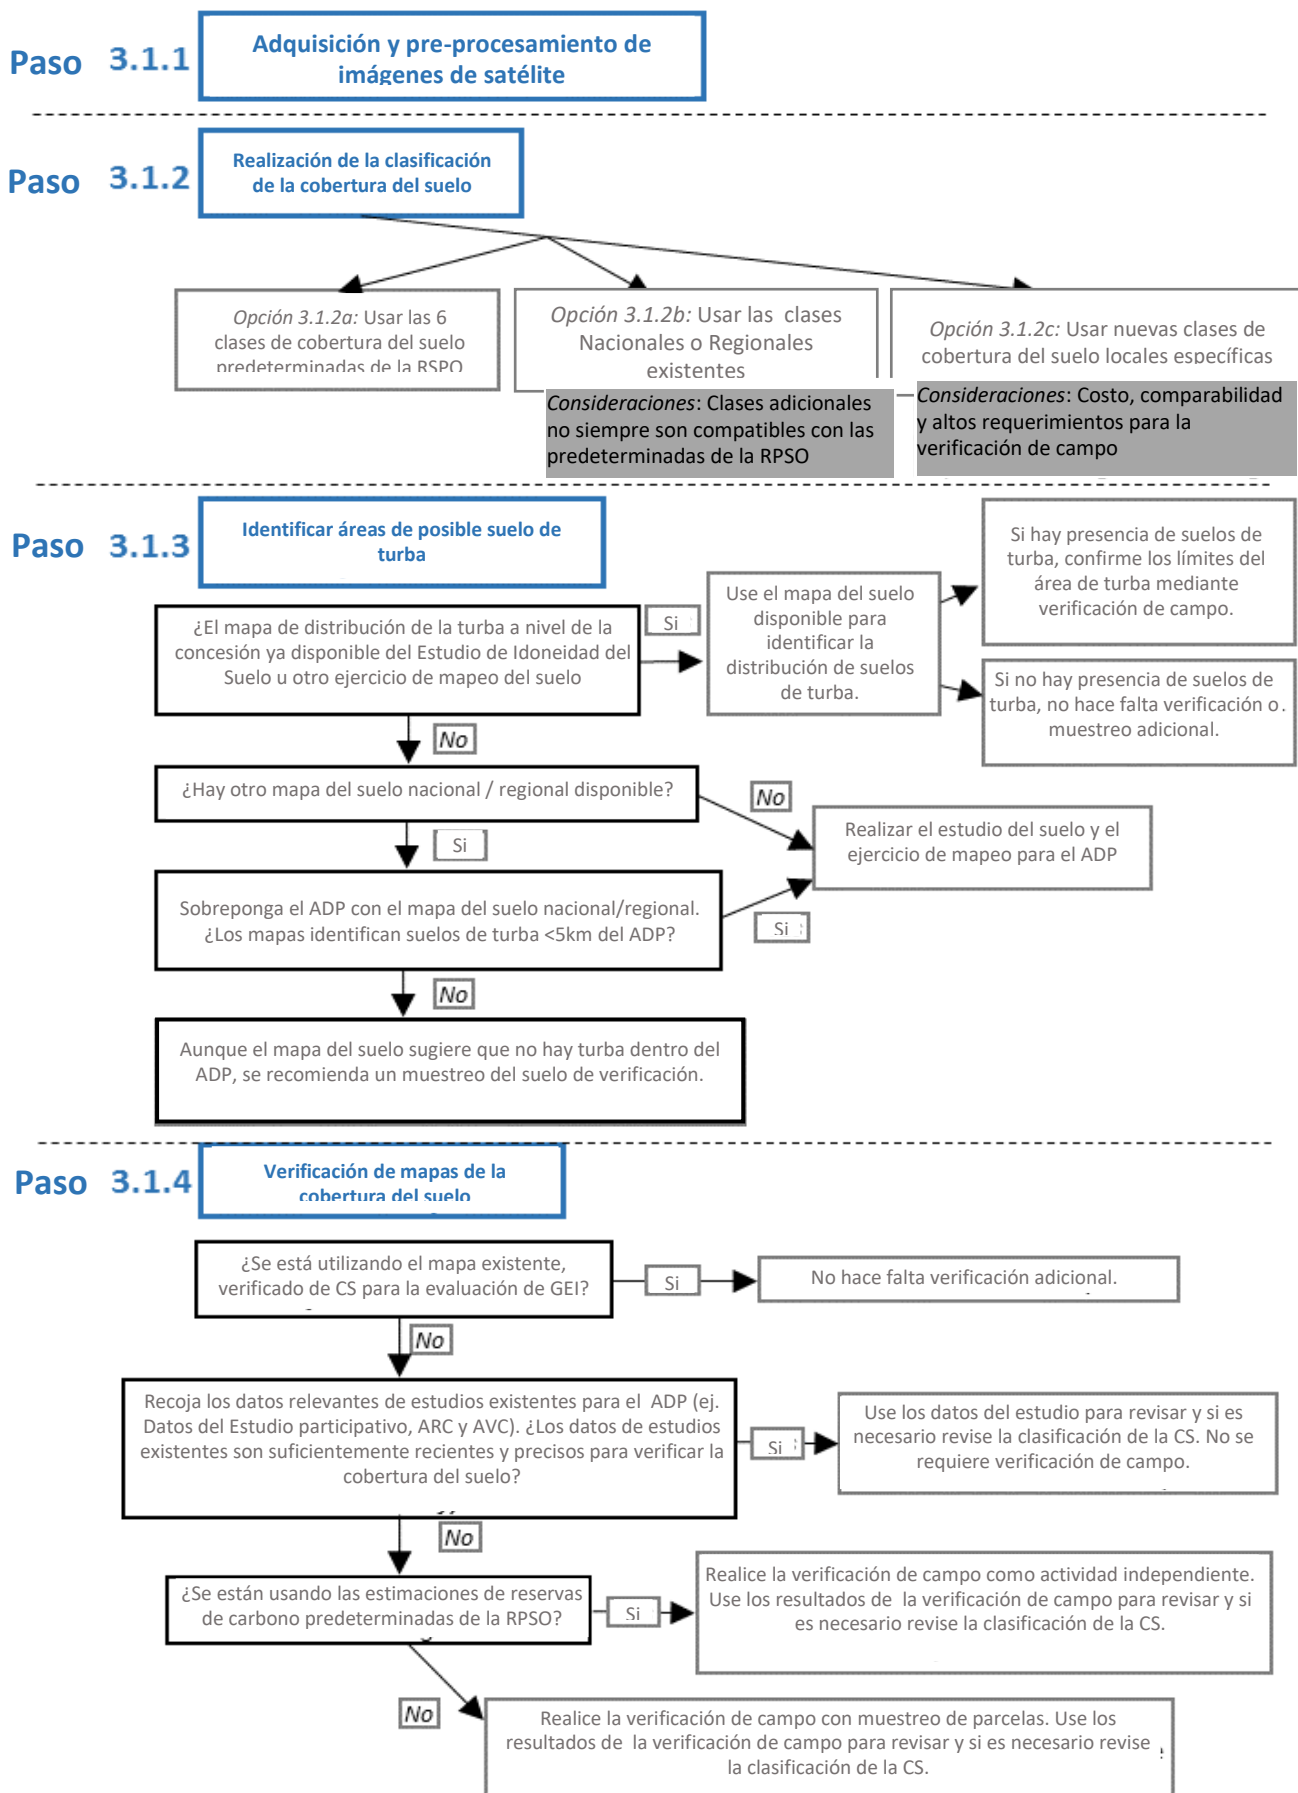 Paso 3.1.1
Adquisición y pre-procesamiento de
imágenes de satélite
Paso 3.1.2
Realización de la clasificación
de la cobertura del suelo
Opción 3.1.2a: Usar las 6
clases de cobertura del suelo
predeterminadas de la RSPO
Opción 3.1.2b: Usar las clases
Nacionales o Regionales
existentes
Consideraciones: Clases adicionales
no siempre son compatibles con las
predeterminadas de la RPSO
Opción 3.1.2c: Usar nuevas clases de
cobertura del suelo locales específicas
Consideraciones: Costo, comparabilidad
y altos requerimientos para la
verificación de campo
Paso 3.1.3
Identificar áreas de posible suelo de
turba
¿El mapa de distribución de la turba a nivel de la
concesión ya disponible del Estudio de Idoneidad del
Suelo u otro ejercicio de mapeo del suelo
Si
Use el mapa del suelo
disponible para
identificar la
distribución de suelos
de turba.
Si hay presencia de suelos de
turba, confirme los límites del
área de turba mediante
verificación de campo.
Si no hay presencia de suelos de
turba, no hace falta verificación o.
muestreo adicional.
No
¿Hay otro mapa del suelo nacional / regional disponible?
No
Realizar el estudio del suelo y el
ejercicio de mapeo para el ADP
Si
Sobreponga el ADP con el mapa del suelo nacional/regional.
¿Los mapas identifican suelos de turba <5km del ADP?
Si
No
Aunque el mapa del suelo sugiere que no hay turba dentro del
ADP, se recomienda un muestreo del suelo de verificación.
Paso 3.1.4
Verificación de mapas de la
cobertura del suelo
¿Se está utilizando el mapa existente,
verificado de CS para la evaluación de GEI?
Si
No hace falta verificación adicional.
No
Recoja los datos relevantes de estudios existentes para el ADP (ej.
Datos del Estudio participativo, ARC y AVC). ¿Los datos de estudios
existentes son suficientemente recientes y precisos para verificar la
cobertura del suelo?
Si
Use los datos del estudio para revisar y si es
necesario revise la clasificación de la CS. No se
requiere verificación de campo.
No
¿Se están usando las estimaciones de reservas
de carbono predeterminadas de la RPSO?
Si
Realice la verificación de campo como actividad independiente.
Use los resultados de la verificación de campo para revisar y si
es necesario revise la clasificación de la CS.
No
Realice la verificación de campo con muestreo de parcelas. Use los
resultados de la verificación de campo para revisar y si es necesario revise
la clasificación de la CS.